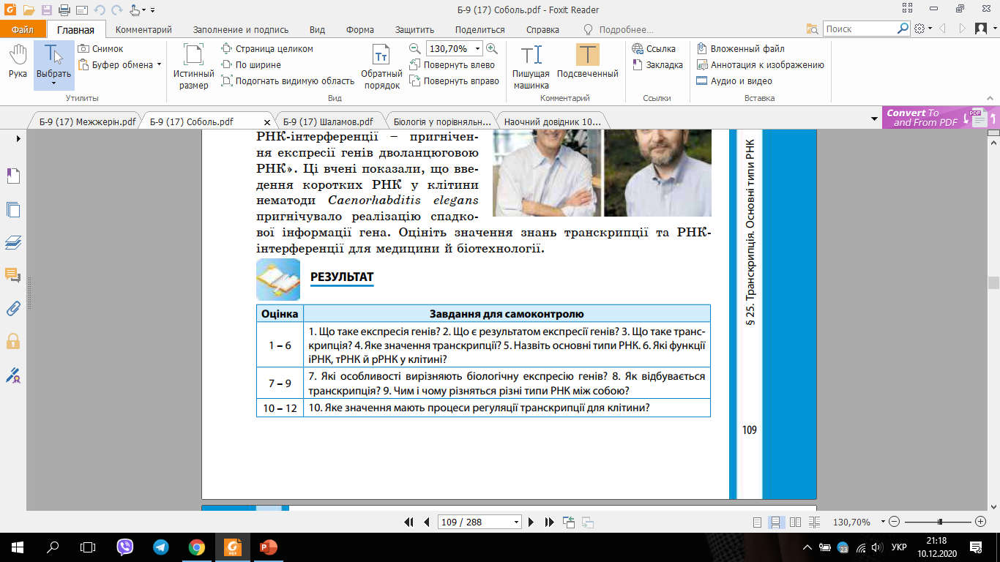 Б-9 (17) Соболь.pdf - Foxit Reader
Файл
Главная
Комментарий
Заполнение и подпись
Вид
Форма
Защитить
Поделиться
Справка
Подробнее...
Поиск
Рука
Выбрать
Снимок
Буфер обмена
Утилиты
Истинный размер
Страница целиком
По ширине
Подогнать видимую область
Обратный порядок
130,70%
Повернуть влево
Повернуть вправо
Вид
Пишущая машинка
Подсвеченный
Комментарий
Ссылка
Закладка
Ссылки
Вложенный файл
Аннотация к изображению
Аудио и видео
Вставка
Б-9 (17) Межжерін.pdf
Б-9 (17) Соболь.pdf
Б-9 (17) Шаламов.pdf
Біологія у порівняльн...
Наочний довідник 10...
Convert To
and From PDF
PDF
РНК-інтерференції – пригнічен-
ня експресії генів дволанцюговою
РНК». Ці вчені показали, що вве-
дення коротких РНК у клітини
нематоди Caenorhabditis elegans
пригнічувало реалізацію спадко-
вої інформації гена. Оцініть значення знань транскрипції та РНК-
інтерференції для медицини й біотехнології.
РЕЗУЛЬТАТ
Оцінка
Завдання для самоконтролю
1 – 6
1. Що таке експресія генів? 2. Що є результатом експресії генів? 3. Що таке транс-
крипція? 4. Яке значення транскрипції? 5. Назвіть основні типи РНК. 6. Які функції
іРНК, тРНК й рРНК у клітині?
7 – 9
7. Які особливості вирізняють біологічну експресію генів? 8. Як відбувається
транскрипція? 9. Чим і чому різняться різні типи РНК між собою?
10 – 12
10. Яке значення мають процеси регуляції транскрипції для клітини?
§ 25. Транскрипція. Основні типи РНК
109
109 / 288
130,70%
23
УКР
21:18
10.12.2020